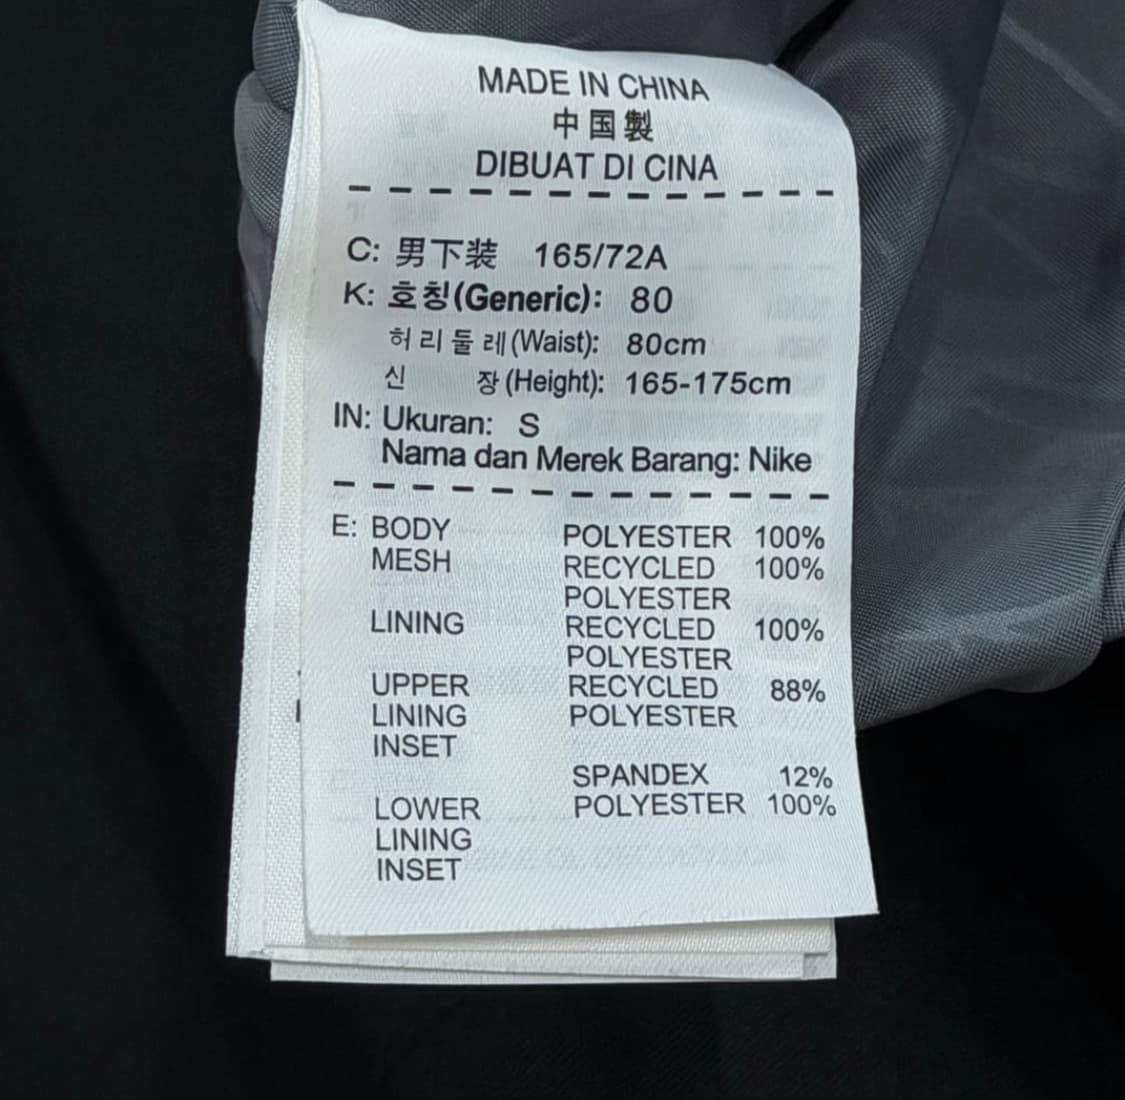 MADE IN CHINA
中国製
DIBUAT DI CINA
C: 男下装 165/72A
K: 호칭(Generic): 80
허리둘레(Waist): 80cm
신 장(Height): 165-175cm
IN: Ukuran: S
Nama dan Merek Barang: Nike
E: BODY POLYESTER 100%
MESH RECYCLED 100%
POLYESTER
LINING RECYCLED 100%
POLYESTER
UPPER RECYCLED 88%
LINING POLYESTER
INSET
SPANDEX 12%
LOWER POLYESTER 100%
LINING
INSET